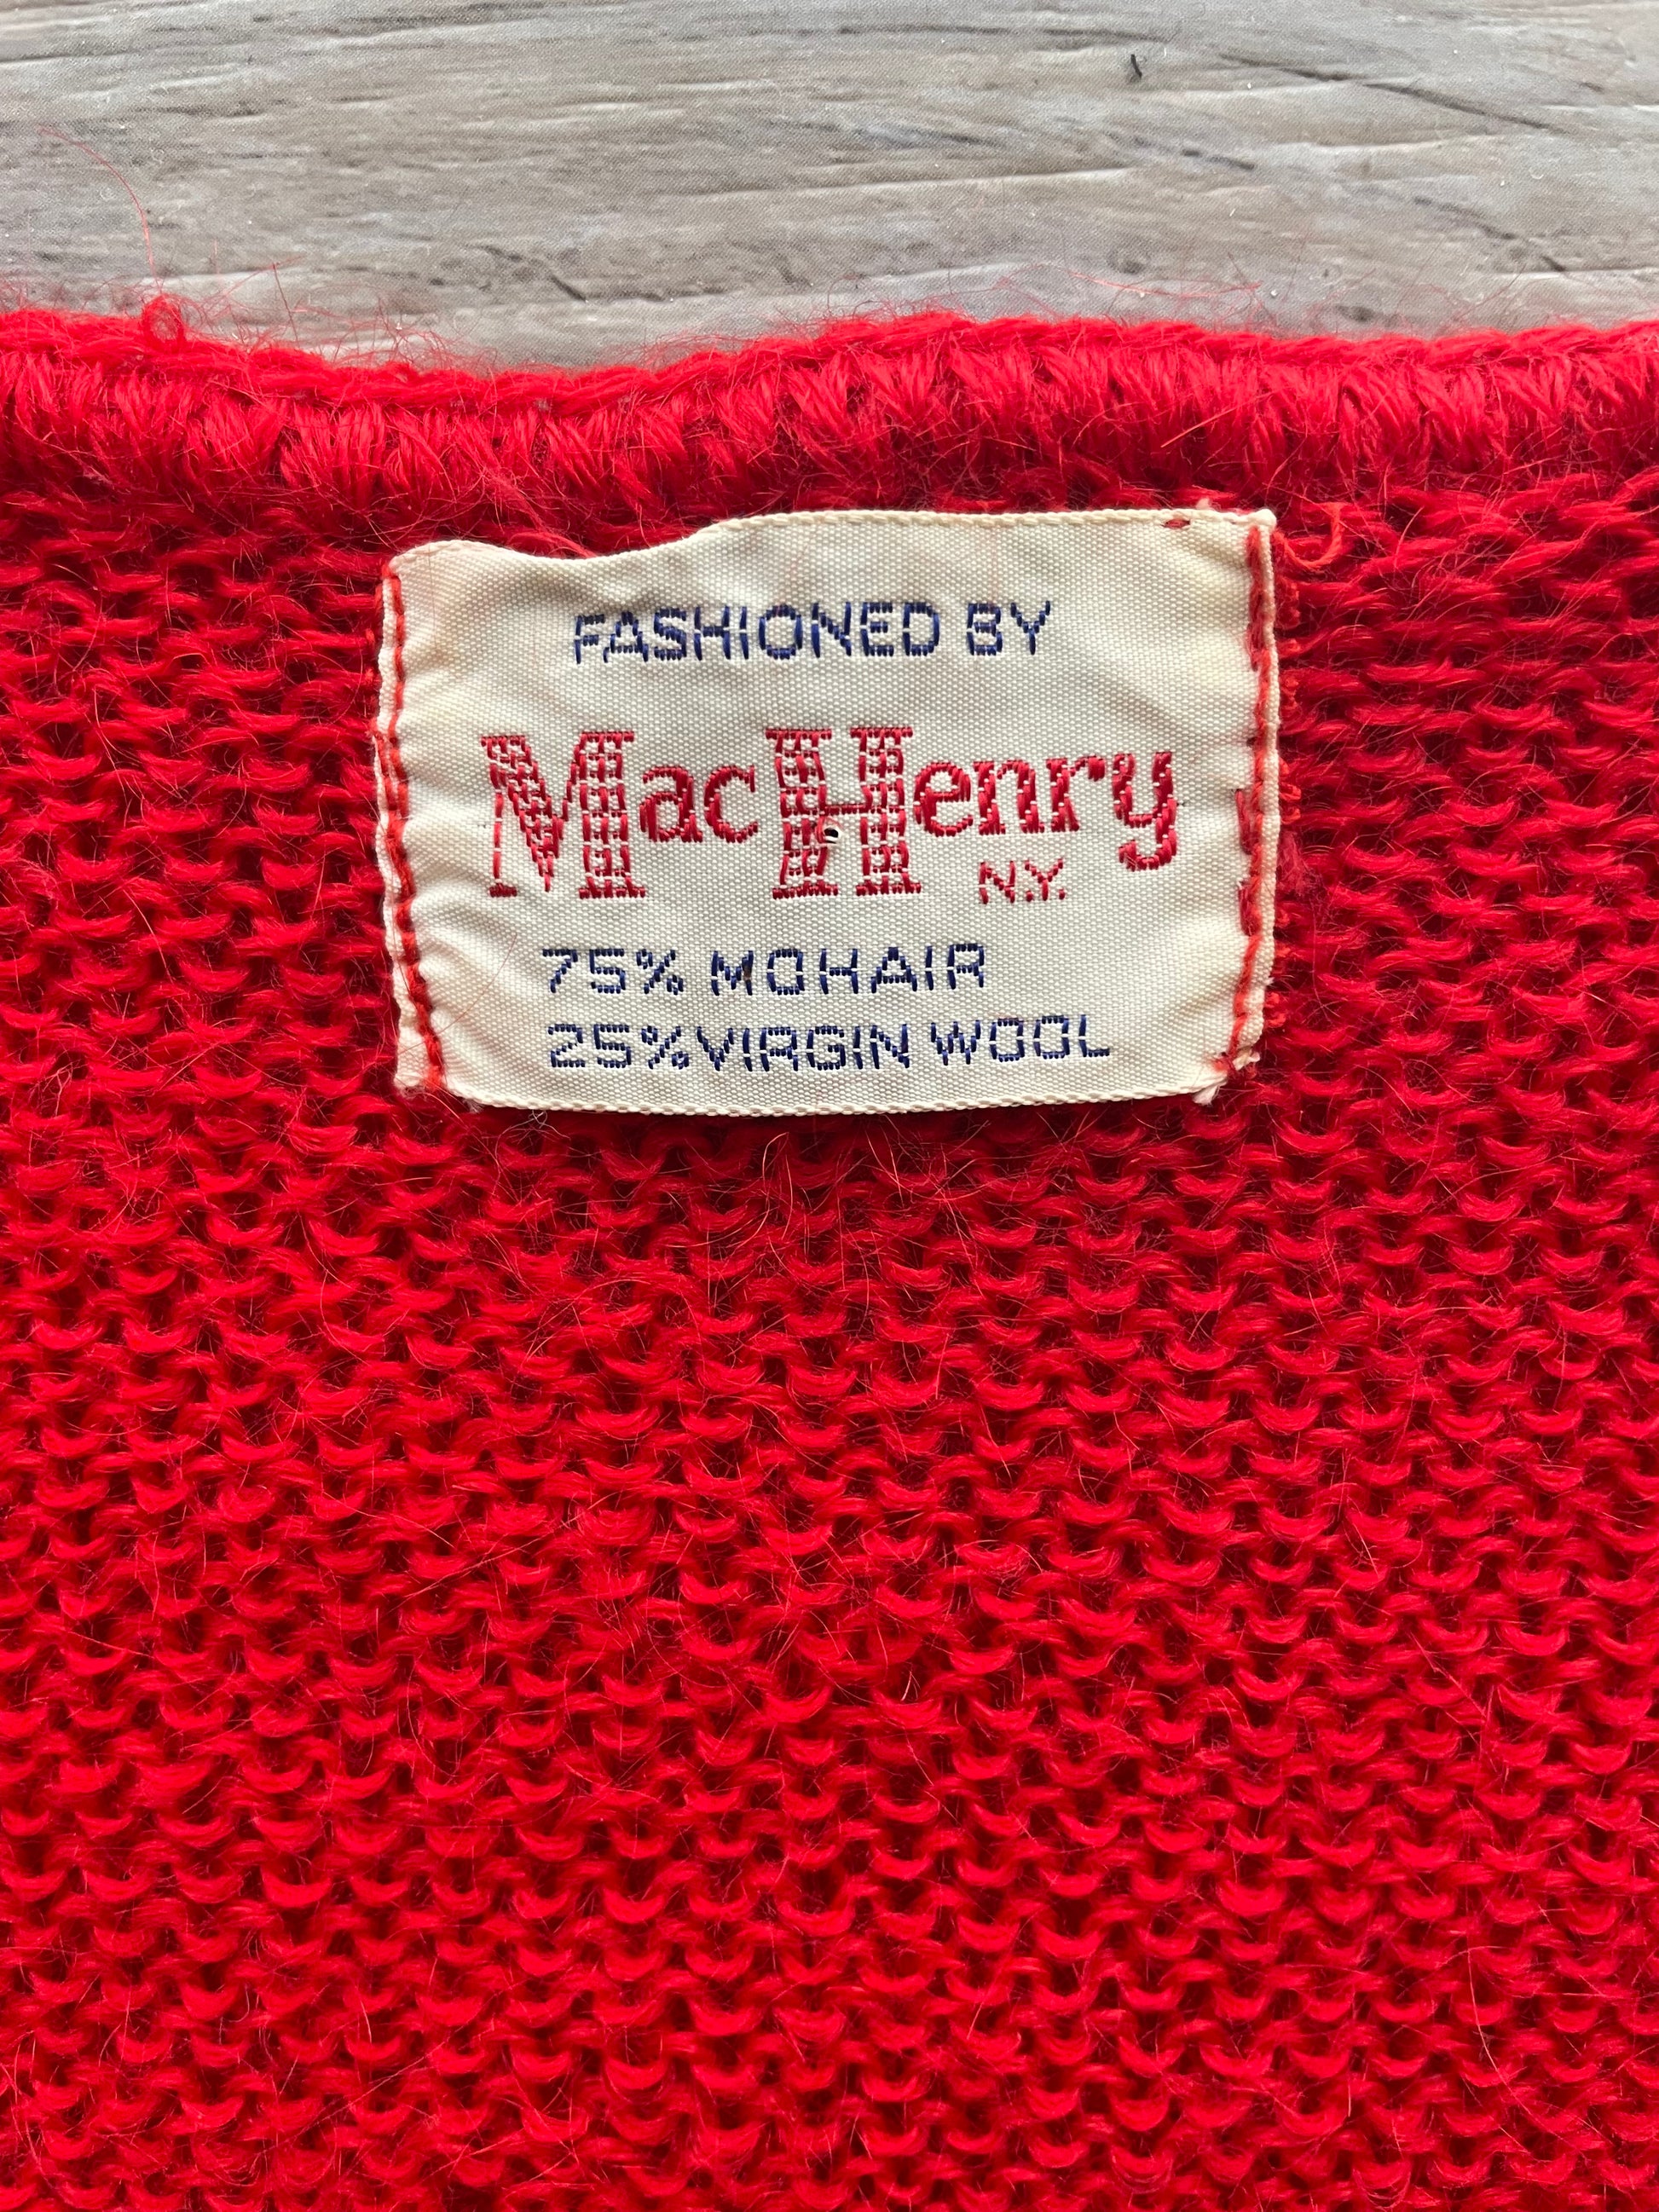 FASHIONED BY
MacHenry
N.Y.
75% MOHAIR
25% VIRGIN WOOL